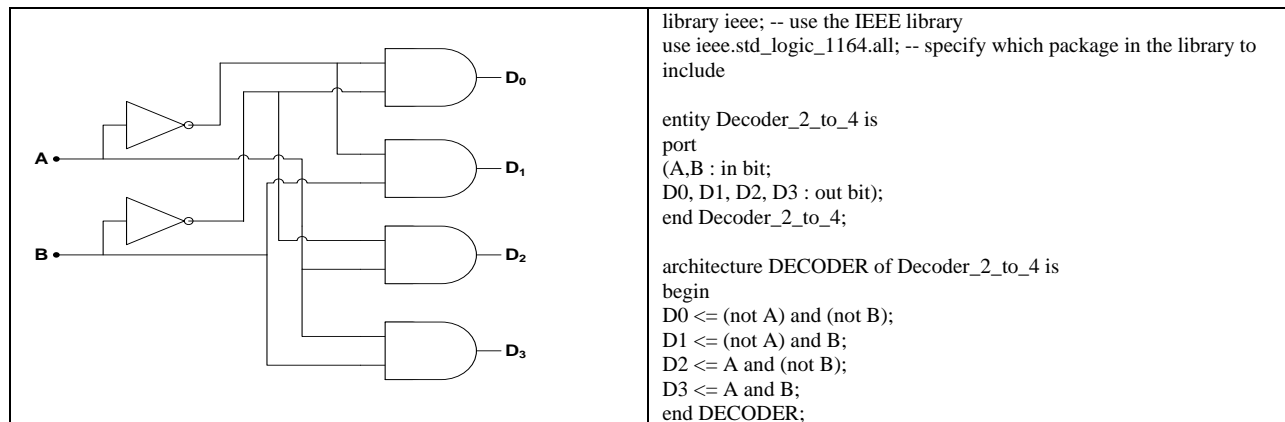 D₀
A
D₁
B
D₂
D₃
library ieee; -- use the IEEE library
use ieee.std_logic_1164.all; -- specify which package in the library to
include
entity Decoder_2_to_4 is
port
(A,B : in bit;
D0, D1, D2, D3 : out bit);
end Decoder_2_to_4;
architecture DECODER of Decoder_2_to_4 is
begin
D0 <= (not A) and (not B);
D1 <= (not A) and B;
D2 <= A and (not B);
D3 <= A and B;
end DECODER;